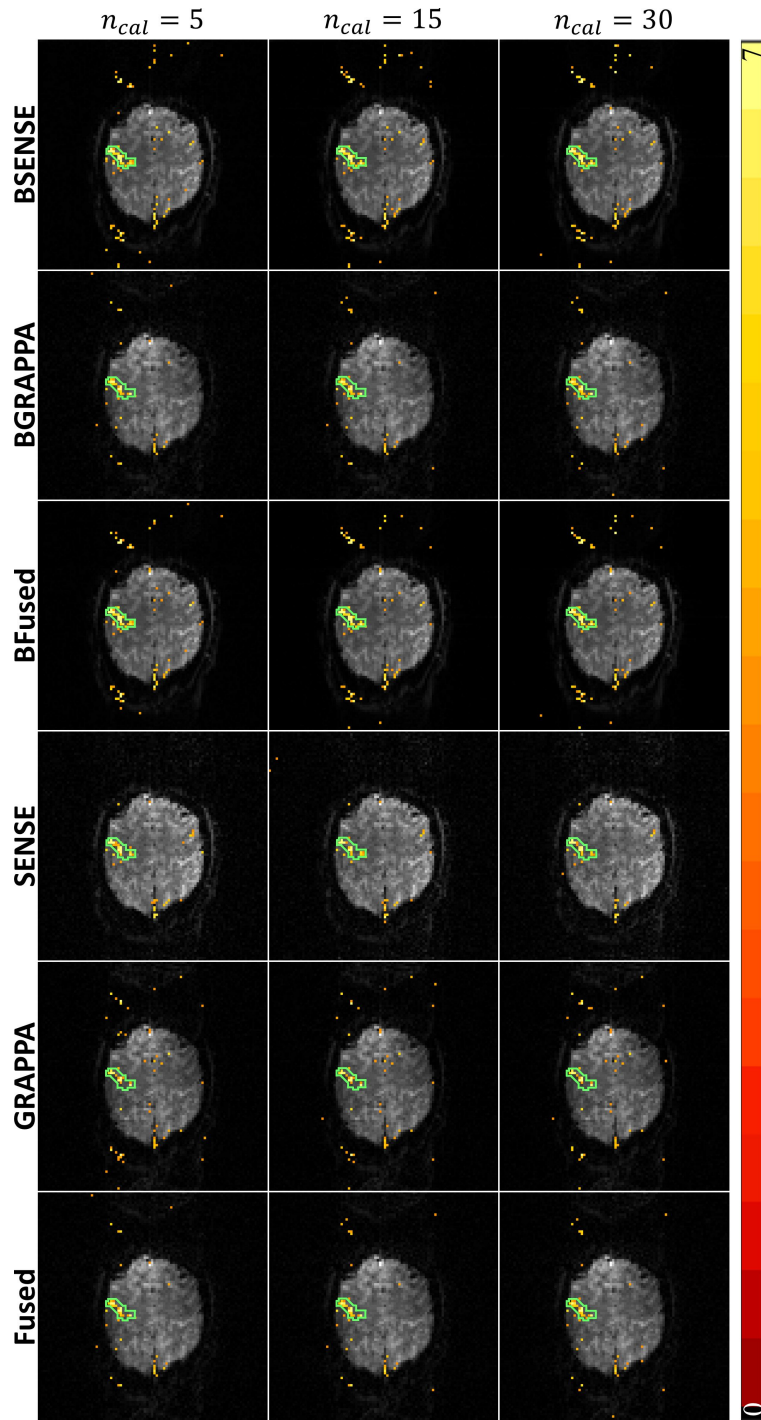 n_cal = 5 n_cal = 15 n_cal = 30
7
BSENSE
BGRAPPA
BFused
SENSE
GRAPPA
Fused
0